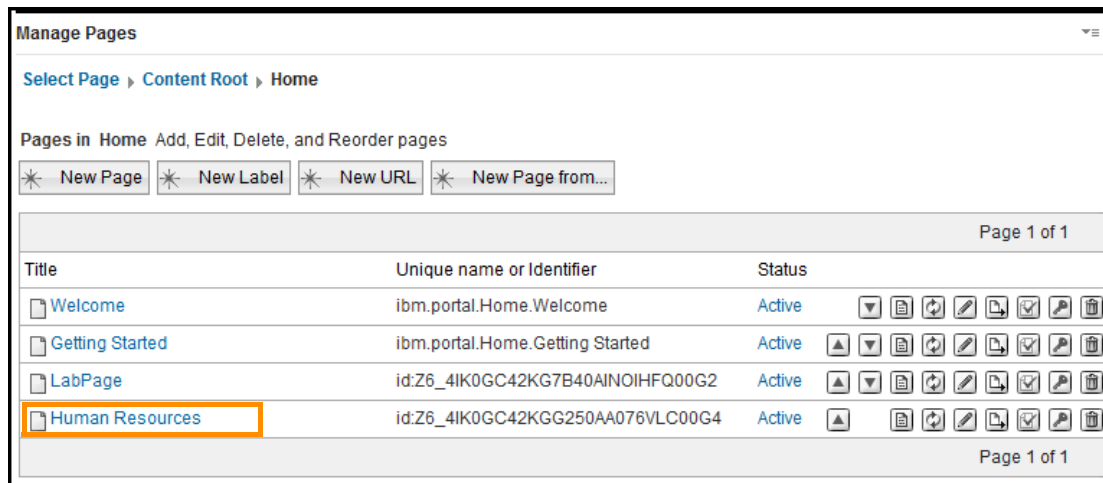 Manage Pages
Select Page Content Root Home
Pages in Home Add, Edit, Delete, and Reorder pages
New Page New Label New URL New Page from...
Page 1 of 1
Title Unique name or Identifier Status
Welcome ibm.portal.Home.Welcome Active
Getting Started ibm.portal.Home.Getting Started Active
LabPage id:Z6_4IK0GC42KG7B40AINOIHFQ00G2 Active
Human Resources id:Z6_4IK0GC42KGG250AA076VLC00G4 Active
Page 1 of 1